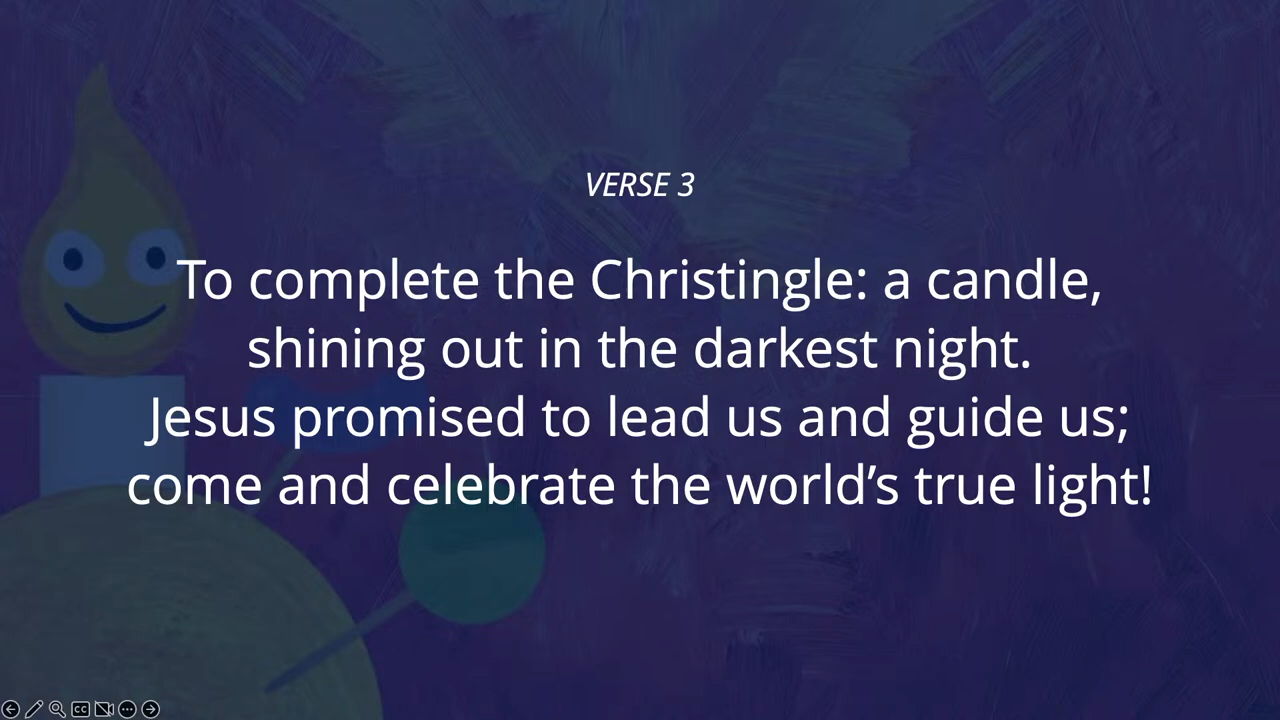 VERSE 3
To complete the Christingle: a candle,
shining out in the darkest night.
Jesus promised to lead us and guide us;
come and celebrate the world’s true light!
CC